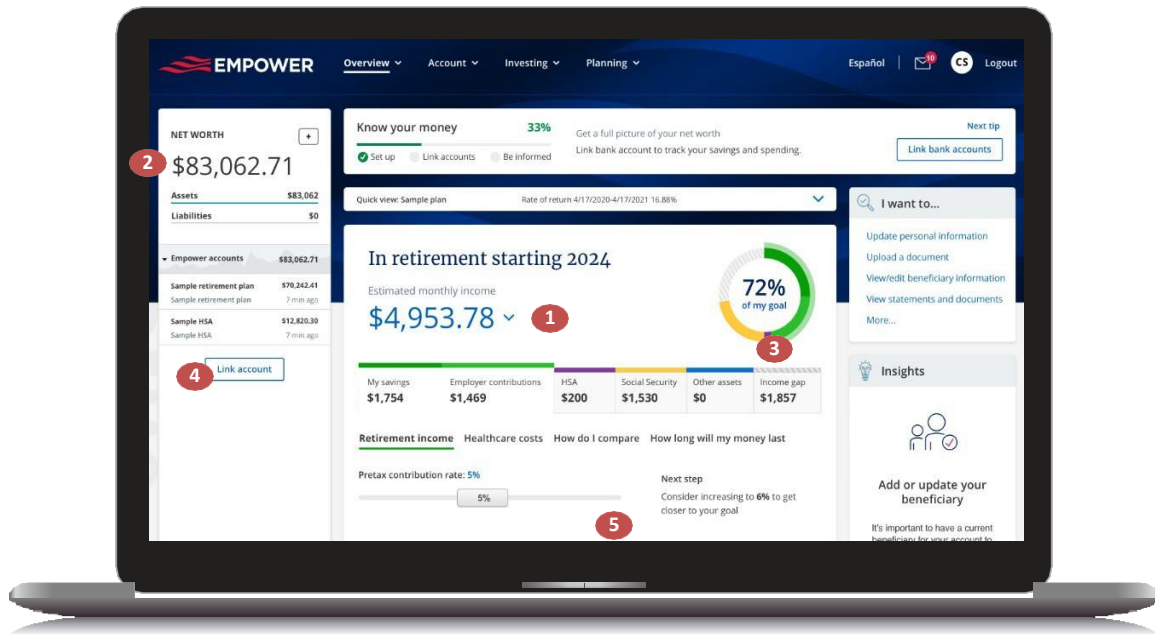 EMPOWER
Overview
Account
Investing
Planning
Español
10
CS
Logout
NET WORTH
+
2
$83,062.71
Assets $83,062
Liabilities $0
Empower accounts $83,062.71
Sample retirement plan $70,242.41
Sample retirement plan 7 min ago
Sample HSA $12,820.30
Sample HSA 7 min ago
4
Link account
Know your money 33%
Set up Link accounts Be informed
Get a full picture of your net worth
Link bank account to track your savings and spending.
Next tip
Link bank accounts
Quick view: Sample plan Rate of return 4/17/2020-4/17/2021 16.88%
In retirement starting 2024
Estimated monthly income
$4,953.78
1
72%
of my goal
3
My savings
$1,754
Employer contributions
$1,469
HSA
$200
Social Security
$1,530
Other assets
$0
Income gap
$1,857
Retirement income Healthcare costs How do I compare How long will my money last
Pretax contribution rate: 5%
5%
Next step
Consider increasing to 6% to get
closer to your goal
5
I want to...
Update personal information
Upload a document
View/edit beneficiary information
View statements and documents
More...
Insights
Add or update your
beneficiary
It's important to have a current
beneficiary for your account to